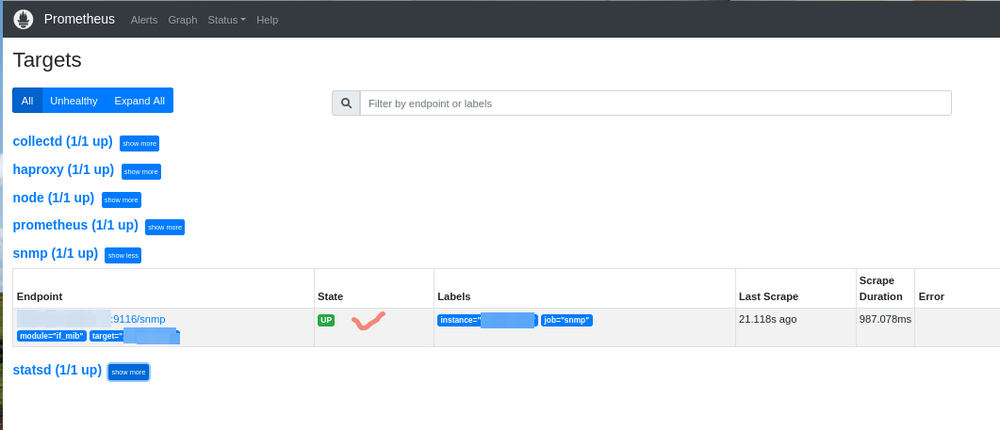 Prometheus Alerts Graph Status Help
Targets
All Unhealthy Expand All Filter by endpoint or labels
collectd (1/1 up) show more
haproxy (1/1 up) show more
node (1/1 up) show more
prometheus (1/1 up) show more
snmp (1/1 up) show less
Endpoint State Labels Last Scrape Scrape Duration Error
:9116/snmp UP instance=" job="snmp" 21.118s ago 987.078ms
module="if_mib" target="
statsd (1/1 up) show more